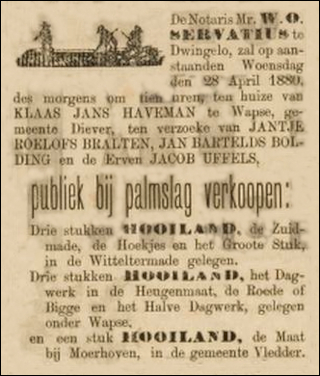 De Notaris Mr. W. O.
SERVATIUS te
Dwingelo, zal op aan-
staanden Woensdag
den 28 April 1880,
des morgens om tien uren, ten huize van
KLAAS JANS HAVEMAN te Wapse, ge-
meente Diever, ten verzoeke van JANTJE
ROELOFS BRALTEN, JAN BARTELDS BOL-
DING en de Erven JACOB UFFELS,
publiek bij palmslag verkoopen:
Drie stukken HOOILAND, de Zuid-
made, de Hoekjes en het Groote Stuk,
in de Witteltermade gelegen.
Drie stukken HOOILAND, het Dag-
werk in de Heugenmaat, de Roede of
Bigge en het Halve Dagwerk, gelegen
onder Wapse,
en een stuk HOOILAND, de Maat
bij Moerhoven, in de gemeente Vledder.